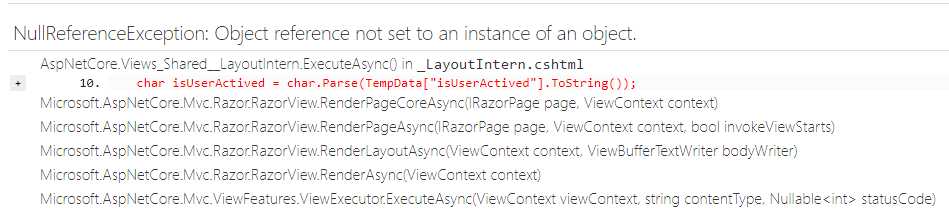 NullReferenceException: Object reference not set to an instance of an object.
AspNetCore.Views_Shared__LayoutIntern.ExecuteAsync() in _LayoutIntern.cshtml
+ 10. char isUserActived = char.Parse(TempData["isUserActived"].ToString());
Microsoft.AspNetCore.Mvc.Razor.RazorView.RenderPageCoreAsync(IRazorPage page, ViewContext context)
Microsoft.AspNetCore.Mvc.Razor.RazorView.RenderPageAsync(IRazorPage page, ViewContext context, bool invokeViewStarts)
Microsoft.AspNetCore.Mvc.Razor.RazorView.RenderLayoutAsync(ViewContext context, ViewBufferTextWriter bodyWriter)
Microsoft.AspNetCore.Mvc.Razor.RazorView.RenderAsync(ViewContext context)
Microsoft.AspNetCore.Mvc.ViewFeatures.ViewExecutor.ExecuteAsync(ViewContext viewContext, string contentType, Nullable<int> statusCode)